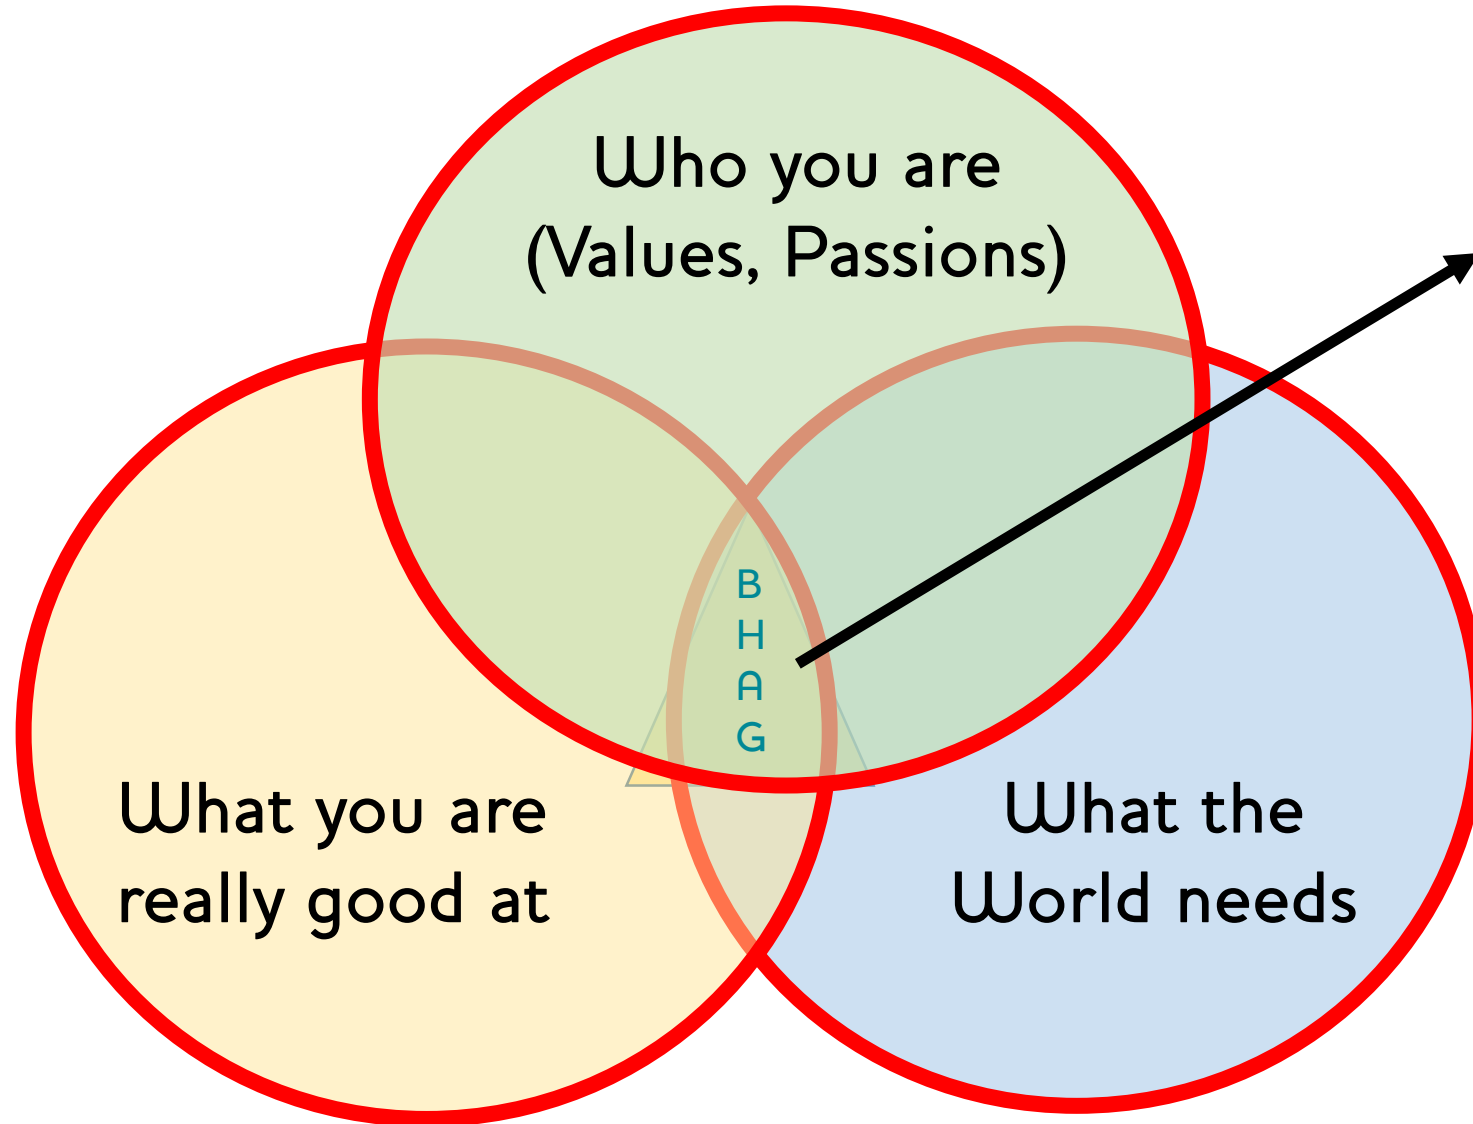 Who you are
(Values, Passions)
B
H
A
G
What you are
really good at
What the
World needs